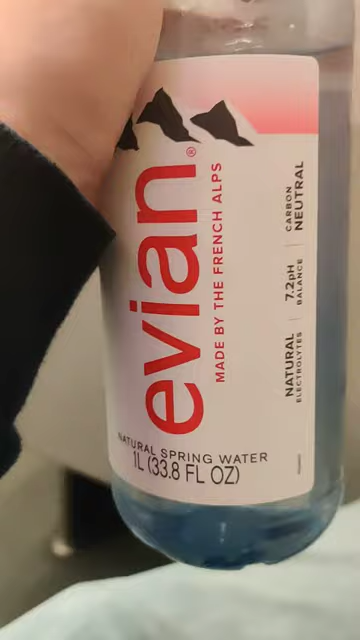 evian®
MADE BY THE FRENCH ALPS
NATURAL
ELECTROLYTES
7.2pH
BALANCE
CARBON
NEUTRAL
NATURAL SPRING WATER
1L (33.8 FL OZ)